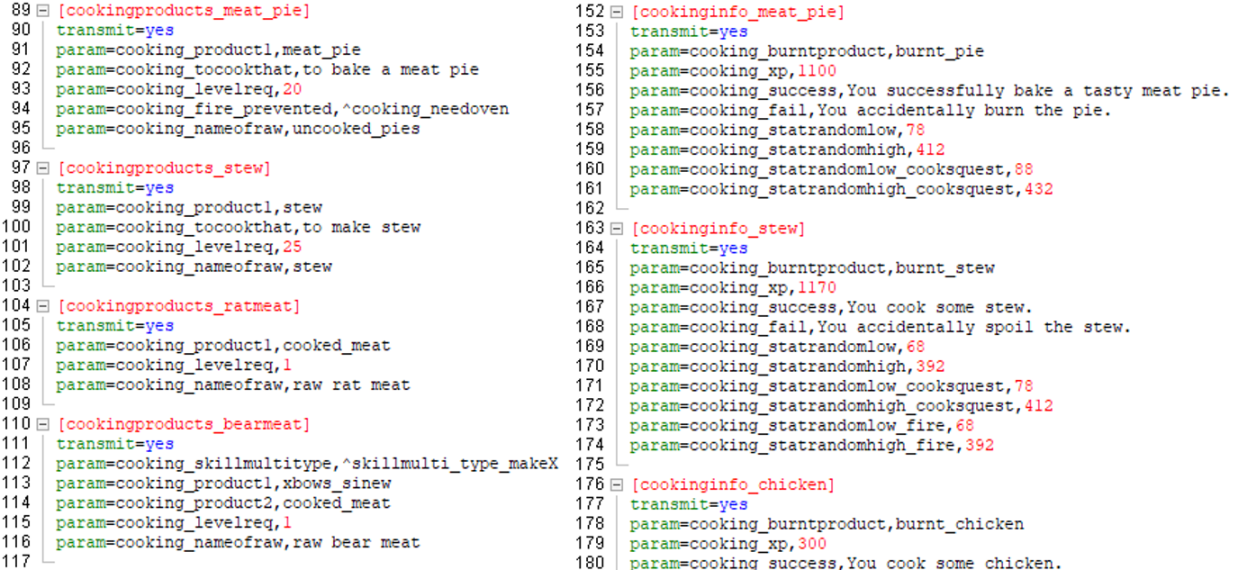 89 [cookingproducts_meat_pie]
90 transmit=yes
91 param=cooking_product1,meat_pie
92 param=cooking_tocookthat,to bake a meat pie
93 param=cooking_levelreq,20
94 param=cooking_fire_prevented,^cooking_needoven
95 param=cooking_nameofraw,uncooked_pies
96
97 [cookingproducts_stew]
98 transmit=yes
99 param=cooking_product1,stew
100 param=cooking_tocookthat,to make stew
101 param=cooking_levelreq,25
102 param=cooking_nameofraw,stew
103
104 [cookingproducts_ratmeat]
105 transmit=yes
106 param=cooking_product1,cooked_meat
107 param=cooking_levelreq,1
108 param=cooking_nameofraw,raw rat meat
109
110 [cookingproducts_bearmeat]
111 transmit=yes
112 param=cooking_skillmultitype,^skillmulti_type_makeX
113 param=cooking_product1,xbows_sinew
114 param=cooking_product2,cooked_meat
115 param=cooking_levelreq,1
116 param=cooking_nameofraw,raw bear meat
117
152 [cookinginfo_meat_pie]
153 transmit=yes
154 param=cooking_burntproduct,burnt_pie
155 param=cooking_xp,1100
156 param=cooking_success,You successfully bake a tasty meat pie.
157 param=cooking_fail,You accidentally burn the pie.
158 param=cooking_statrandomlow,78
159 param=cooking_statrandomhigh,412
160 param=cooking_statrandomlow_cooksquest,88
161 param=cooking_statrandomhigh_cooksquest,432
162
163 [cookinginfo_stew]
164 transmit=yes
165 param=cooking_burntproduct,burnt_stew
166 param=cooking_xp,1170
167 param=cooking_success,You cook some stew.
168 param=cooking_fail,You accidentally spoil the stew.
169 param=cooking_statrandomlow,68
170 param=cooking_statrandomhigh,392
171 param=cooking_statrandomlow_cooksquest,78
172 param=cooking_statrandomhigh_cooksquest,412
173 param=cooking_statrandomlow_fire,68
174 param=cooking_statrandomhigh_fire,392
175
176 [cookinginfo_chicken]
177 transmit=yes
178 param=cooking_burntproduct,burnt_chicken
179 param=cooking_xp,300
180 param=cooking_success,You cook some chicken.